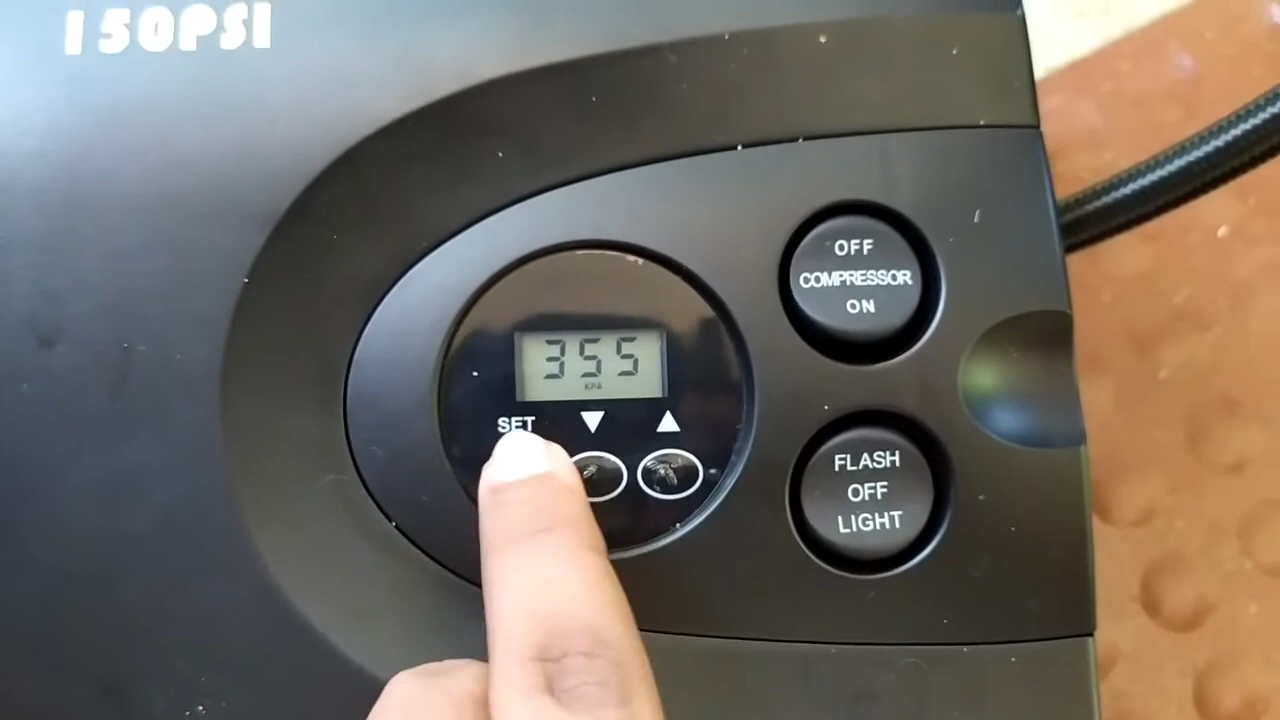 150PSI
OFF
COMPRESSOR
ON
355
KPA
SET ▼ ▲
FLASH
OFF
LIGHT